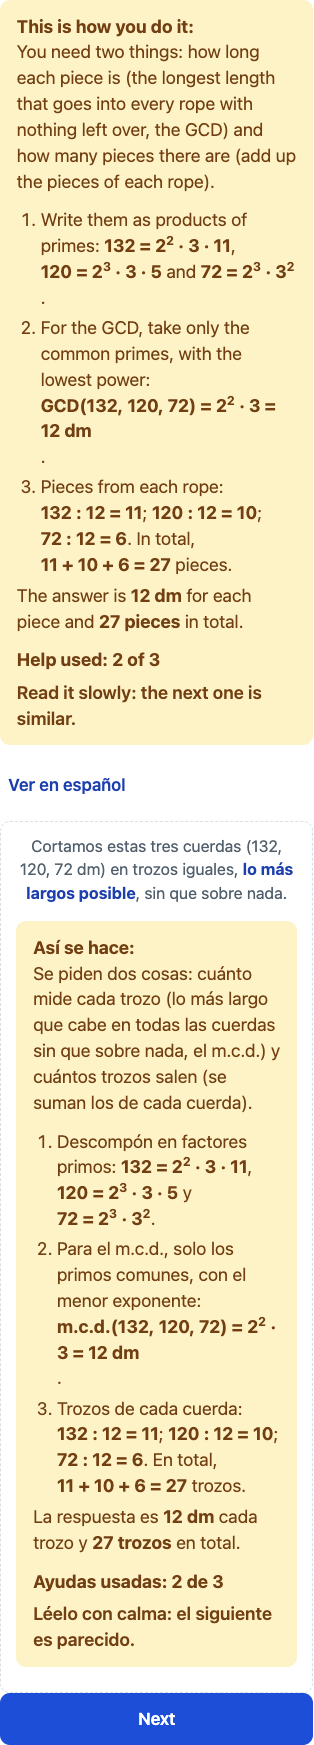 This is how you do it:
You need two things: how long
each piece is (the longest length
that goes into every rope with
nothing left over, the GCD) and
how many pieces there are (add up
the pieces of each rope).
1. Write them as products of
primes: 132 = 2² · 3 · 11,
120 = 2³ · 3 · 5 and 72 = 2³ · 3²
.
2. For the GCD, take only the
common primes, with the
lowest power:
GCD(132, 120, 72) = 2² · 3 =
12 dm
.
3. Pieces from each rope:
132 : 12 = 11; 120 : 12 = 10;
72 : 12 = 6. In total,
11 + 10 + 6 = 27 pieces.
The answer is 12 dm for each
piece and 27 pieces in total.
Help used: 2 of 3
Read it slowly: the next one is
similar.
Ver en español
Cortamos estas tres cuerdas (132,
120, 72 dm) en trozos iguales, lo más
largos posible, sin que sobre nada.
Así se hace:
Se piden dos cosas: cuánto
mide cada trozo (lo más largo
que cabe en todas las cuerdas
sin que sobre nada, el m.c.d.) y
cuántos trozos salen (se
suman los de cada cuerda).
1. Descompón en factores
primos: 132 = 2² · 3 · 11,
120 = 2³ · 3 · 5 y
72 = 2³ · 3².
2. Para el m.c.d., solo los
primos comunes, con el
menor exponente:
m.c.d.(132, 120, 72) = 2² ·
3 = 12 dm
.
3. Trozos de cada cuerda:
132 : 12 = 11; 120 : 12 = 10;
72 : 12 = 6. En total,
11 + 10 + 6 = 27 trozos.
La respuesta es 12 dm cada
trozo y 27 trozos en total.
Ayudas usadas: 2 de 3
Léelo con calma: el siguiente
es parecido.
Next